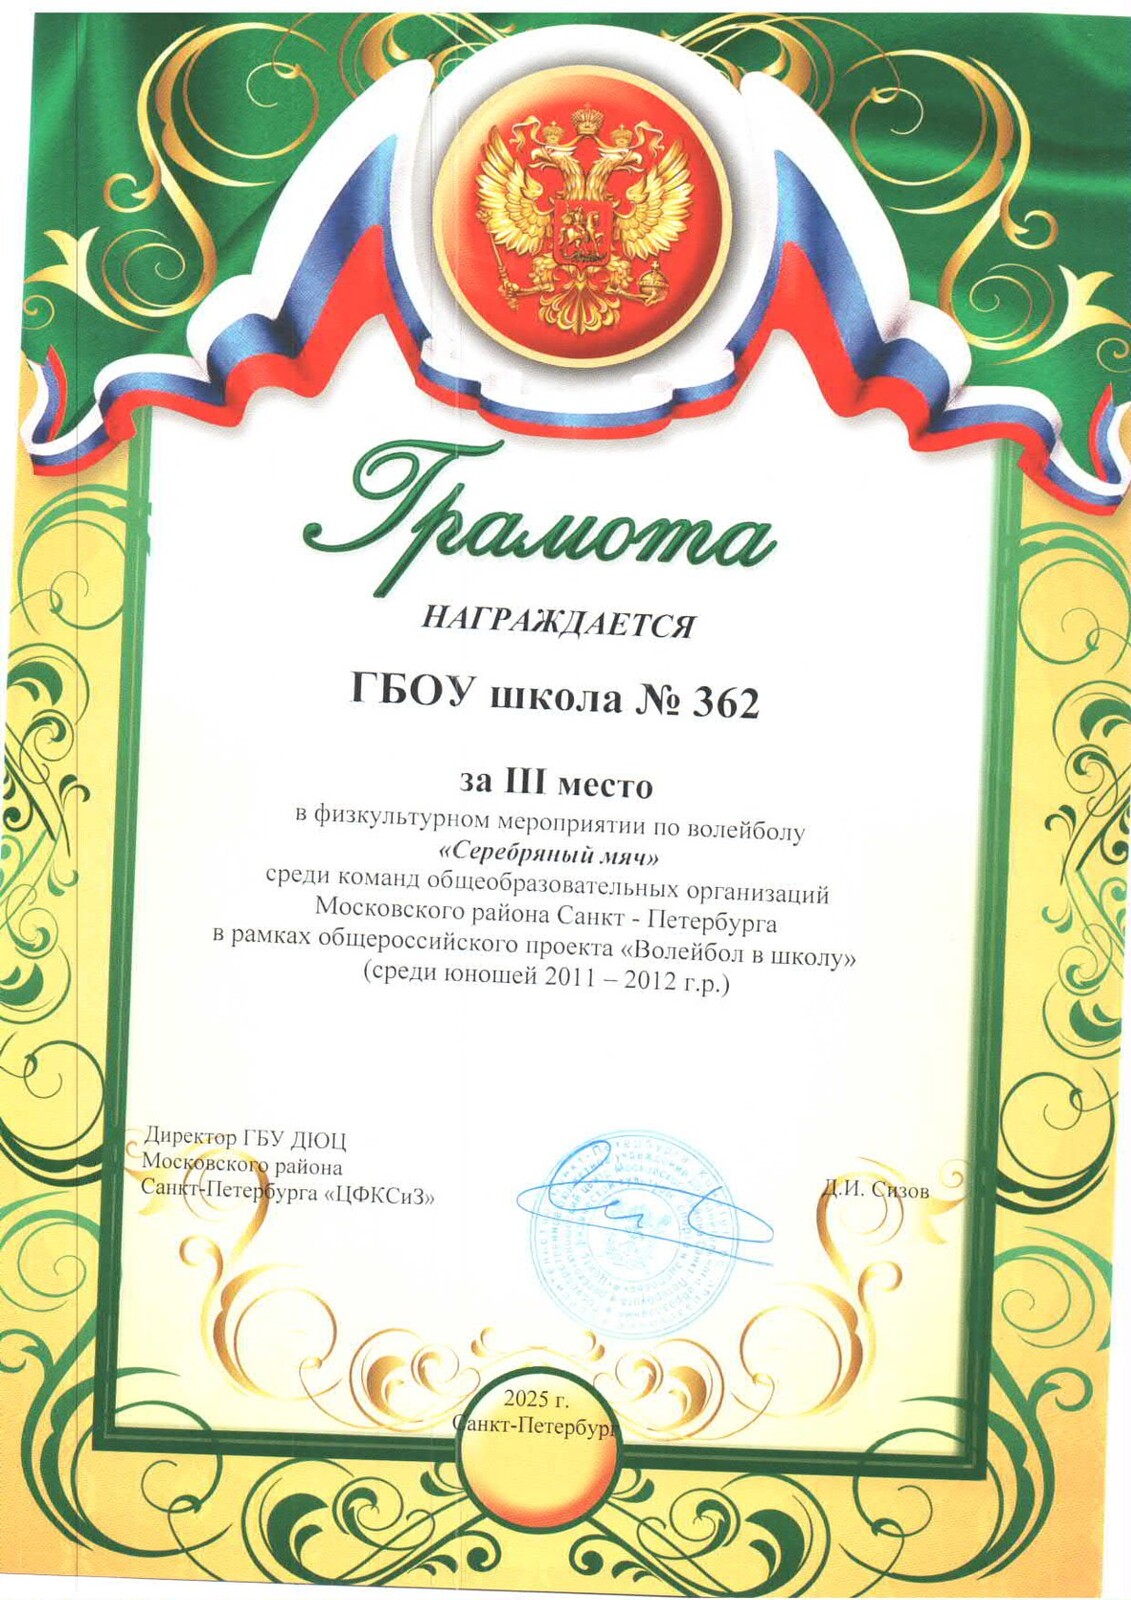 Грамота
НАГРАЖДАЕТСЯ
ГБОУ школа № 362
за III место
в физкультурном мероприятии по волейболу
«Серебряный мяч»
среди команд общеобразовательных организаций
Московского района Санкт - Петербурга
в рамках общероссийского проекта «Волейбол в школу»
(среди юношей 2011 – 2012 г.р.)
Директор ГБУ ДЮЦ
Московского района
Санкт-Петербурга «ЦФКСиЗ»
Д.И. Сизов
2025 г.
Санкт-Петербург